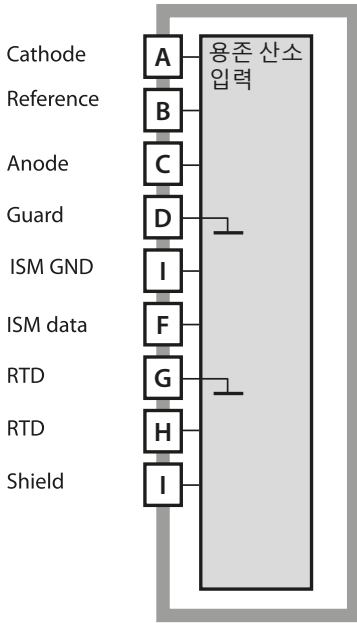 Cathode A 용존 산소
입력
Reference B
Anode C
Guard D
ISM GND I
ISM data F
RTD G
RTD H
Shield I